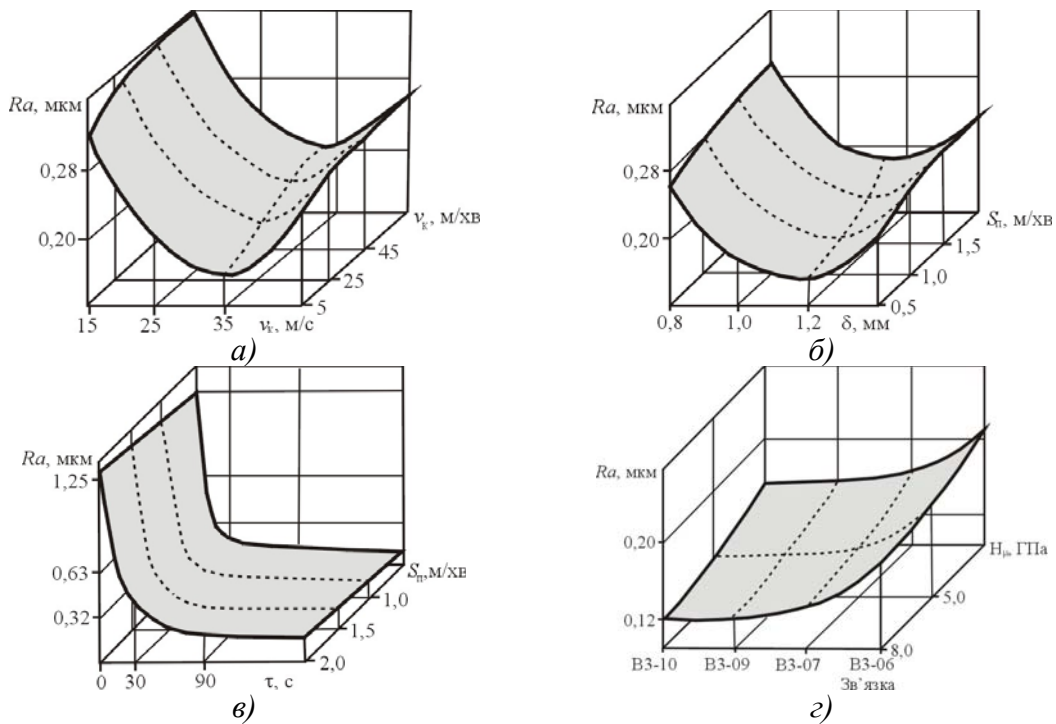 Ra, мкм
0,28
0,20
15
25
35
vк, м/с
5
25
45
vк, м/хв
а)
Ra, мкм
0,28
0,20
0,8
1,0
1,2
δ, мм
0,5
1,0
1,5
Sп, м/хв
б)
Ra, мкм
1,25
0,63
0,32
0
30
90
τ, с
2,0
1,5
1,0
Sп,м/хв
в)
Ra, мкм
0,20
0,12
В3-10
В3-09
В3-07
В3-06
Зв’язка
8,0
5,0
Hμ, ГПа
г)